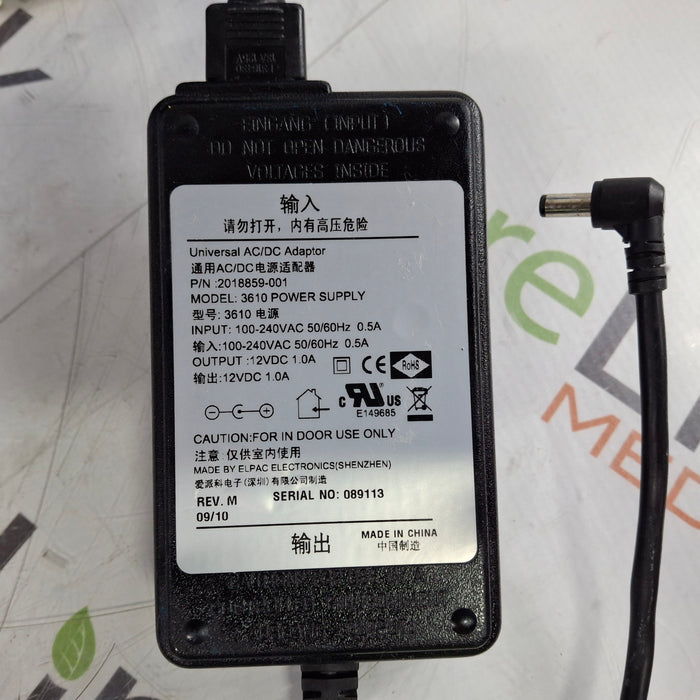 EINGANG (INPUT)
DO NOT OPEN DANGEROUS
VOLTAGES INSIDE
输入
请勿打开，内有高压危险
Universal AC/DC Adaptor
通用AC/DC电源适配器
P/N :2018859-001
MODEL: 3610 POWER SUPPLY
型号: 3610 电源
INPUT: 100-240VAC 50/60Hz 0.5A
输入:100-240VAC 50/60Hz 0.5A
OUTPUT :12VDC 1.0A
输出:12VDC 1.0A
CE
RoHS
c RU US
E149685
CAUTION:FOR IN DOOR USE ONLY
注意 仅供室内使用
MADE BY ELPAC ELECTRONICS(SHENZHEN)
爱派科电子(深圳)有限公司制造
REV. M SERIAL NO: 089113
09/10
输出
MADE IN CHINA
中国制造